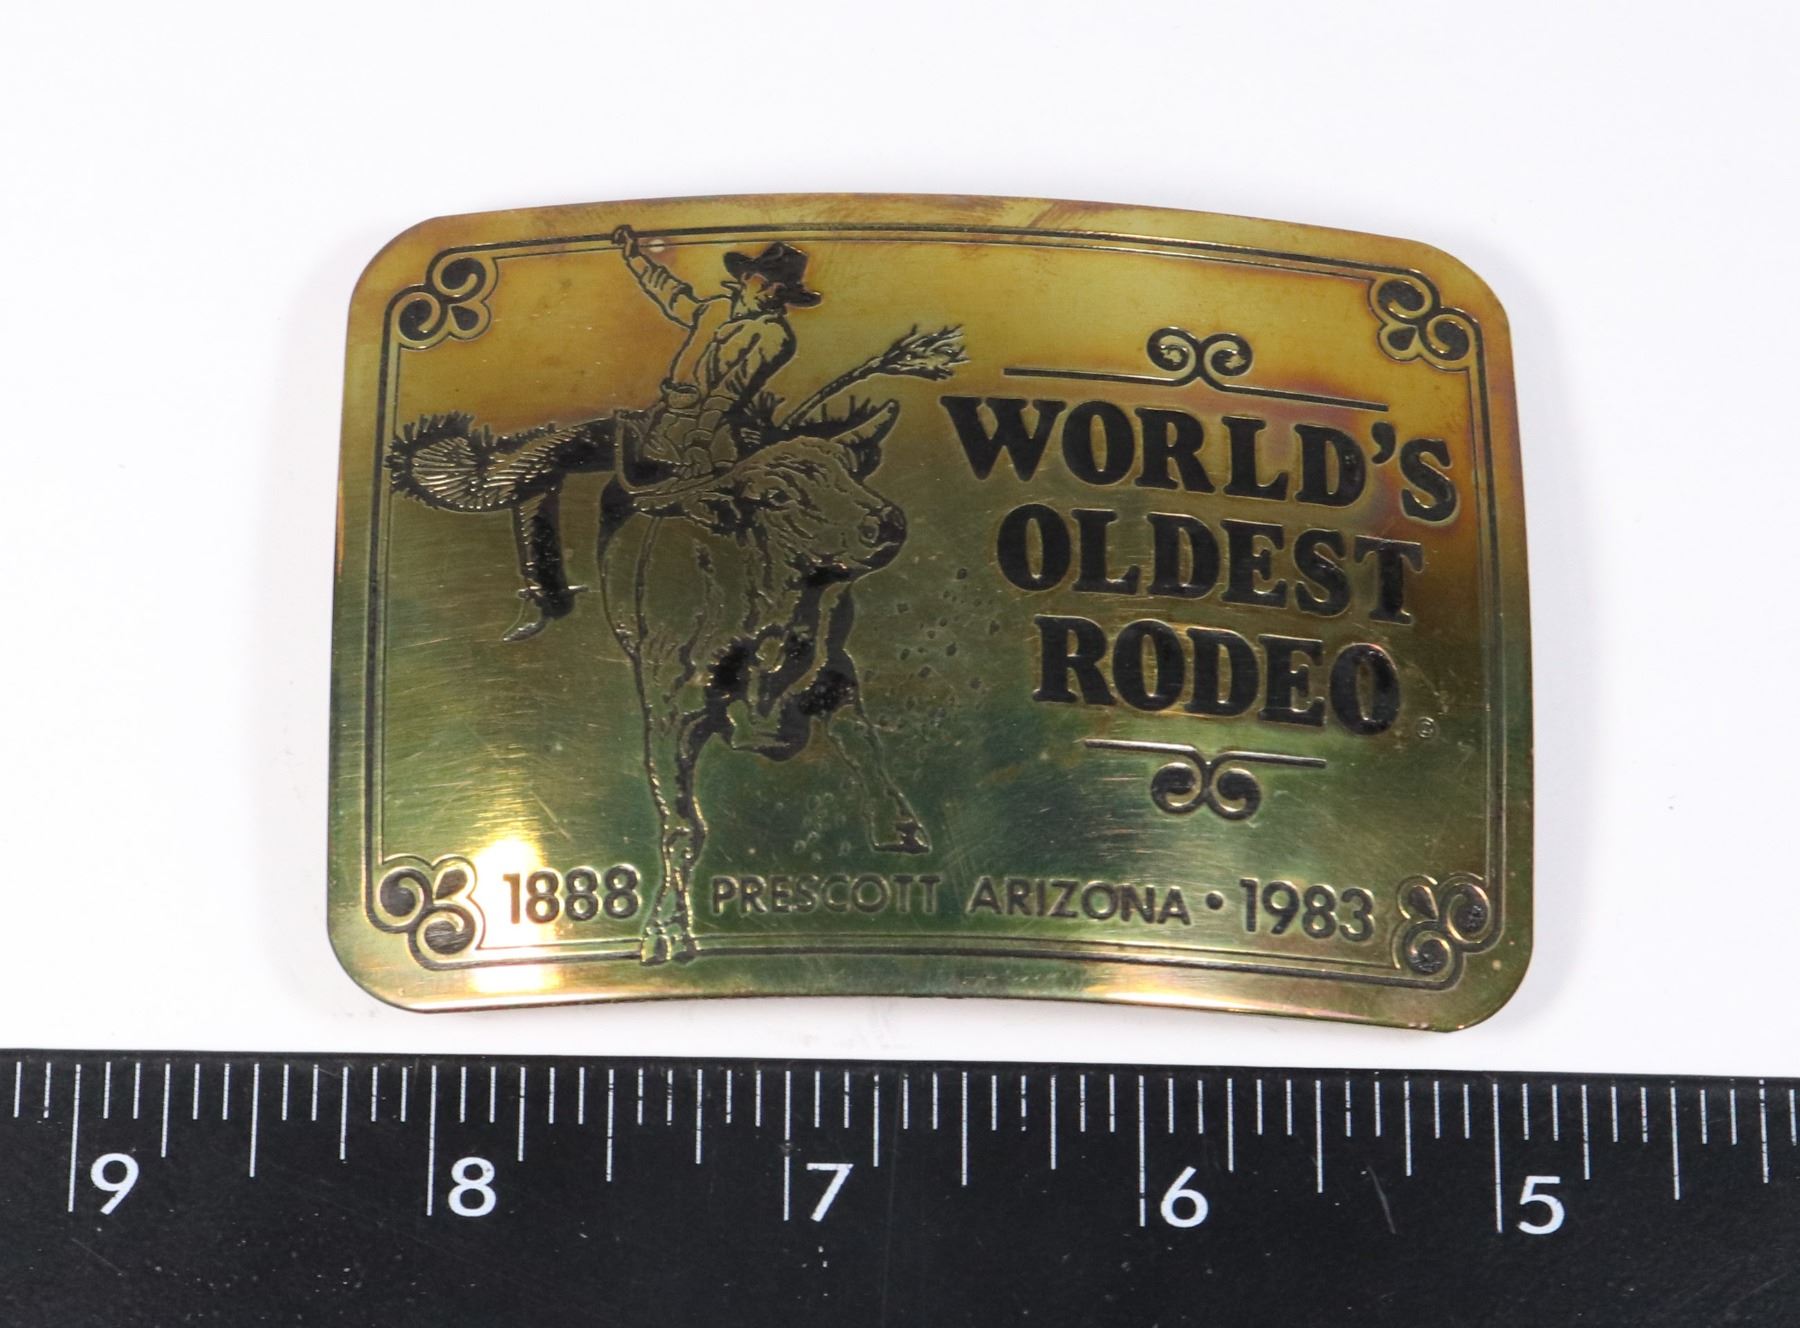 WORLD'S
OLDEST
RODEO ®
1888 PRESCOTT ARIZONA • 1983
9 8 7 6 5